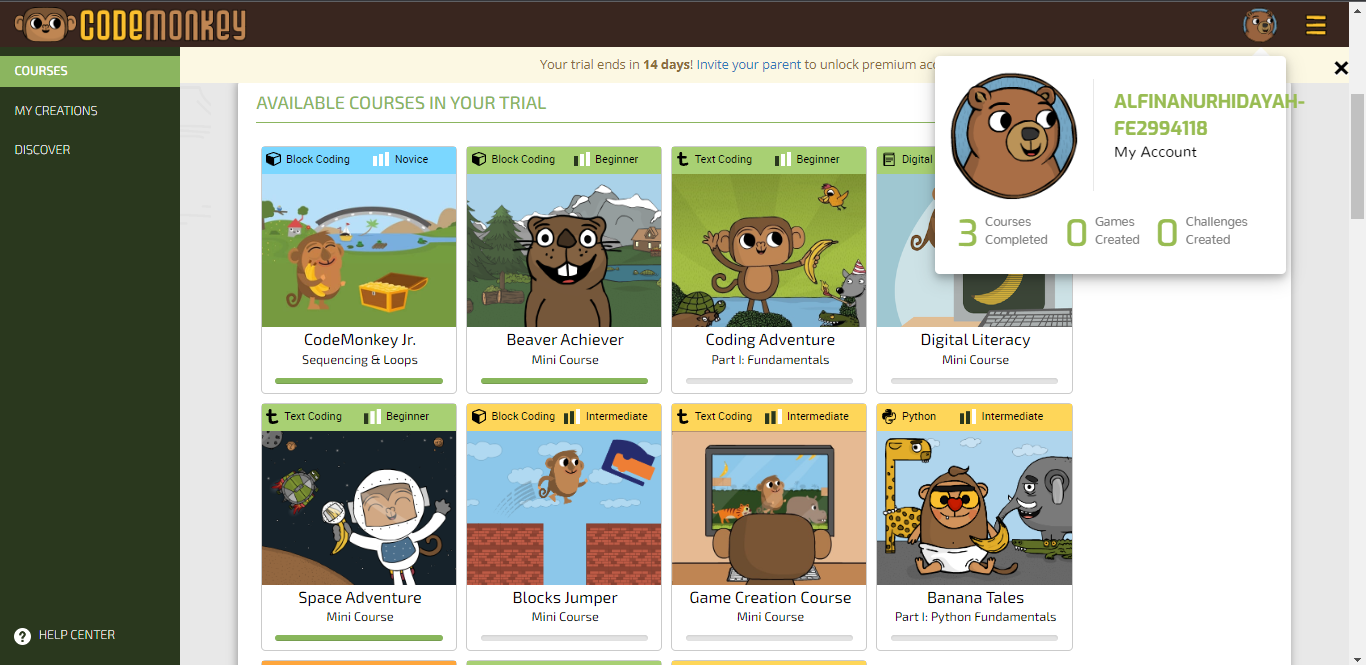 CODEMONKEY
COURSES
MY CREATIONS
DISCOVER
HELP CENTER
Your trial ends in 14 days! Invite your parent to unlock premium acc
AVAILABLE COURSES IN YOUR TRIAL
ALFINANURHIDAYAH-
FE2994118
My Account
3 Courses Completed
0 Games Created
0 Challenges Created
Block Coding Novice
CodeMonkey Jr.
Sequencing & Loops
Block Coding Beginner
Beaver Achiever
Mini Course
Text Coding Beginner
Coding Adventure
Part I: Fundamentals
Digital
Digital Literacy
Mini Course
Text Coding Beginner
Space Adventure
Mini Course
Block Coding Intermediate
Blocks Jumper
Mini Course
Text Coding Intermediate
Game Creation Course
Mini Course
Python Intermediate
Banana Tales
Part I: Python Fundamentals